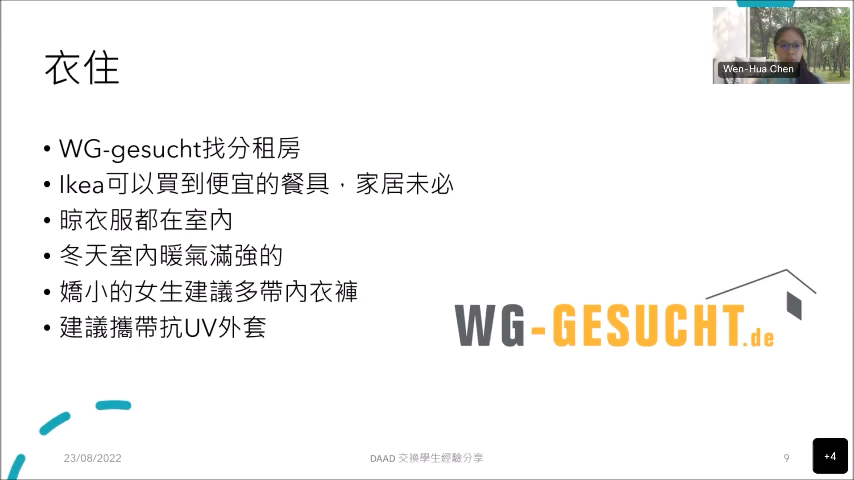 衣住
Wen-Hua Chen
• WG-gesucht找分租房
• Ikea可以買到便宜的餐具，家居未必
• 晾衣服都在室內
• 冬天室內暖氣滿強的
• 嬌小的女生建議多帶內衣褲
• 建議攜帶抗UV外套
WG-GESUCHT.de
23/08/2022
DAAD 交換學生經驗分享
9
+4